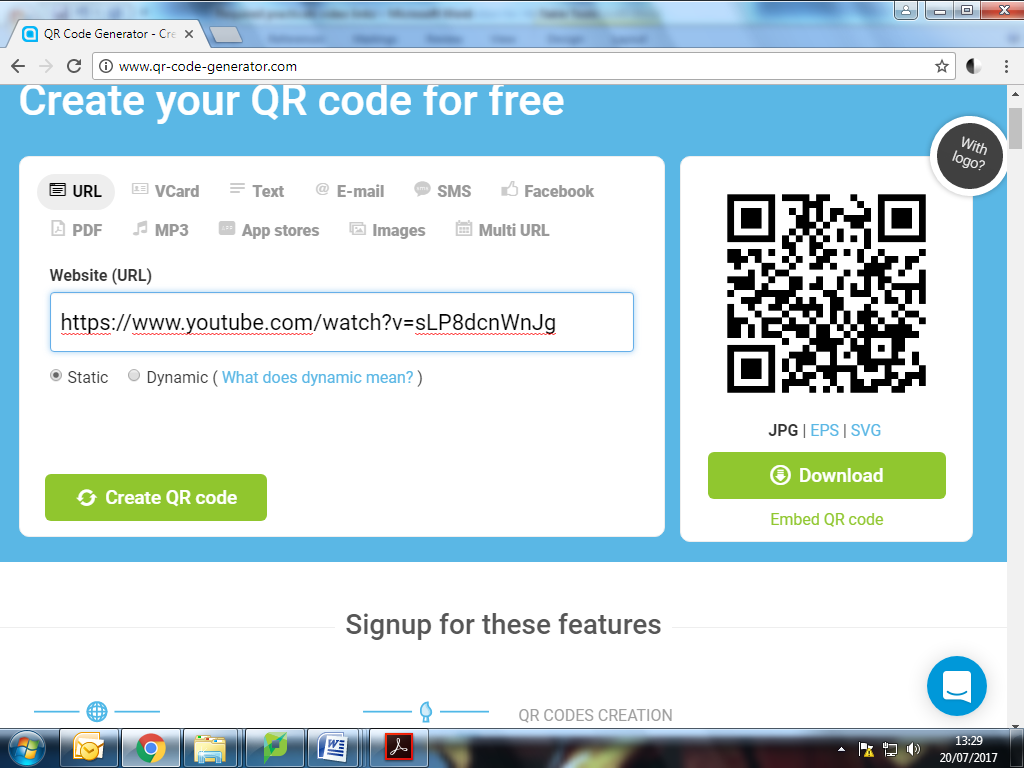 QR Code Generator - Cre
www.qr-code-generator.com
Create your QR code for free
With
logo?
URL VCard Text E-mail SMS Facebook
PDF MP3 App stores Images Multi URL
Website (URL)
https://www.youtube.com/watch?v=sLP8dcnWnJg
Static Dynamic ( What does dynamic mean? )
JPG | EPS | SVG
Create QR code
Download
Embed QR code
Signup for these features
QR CODES CREATION
13:29
20/07/2017